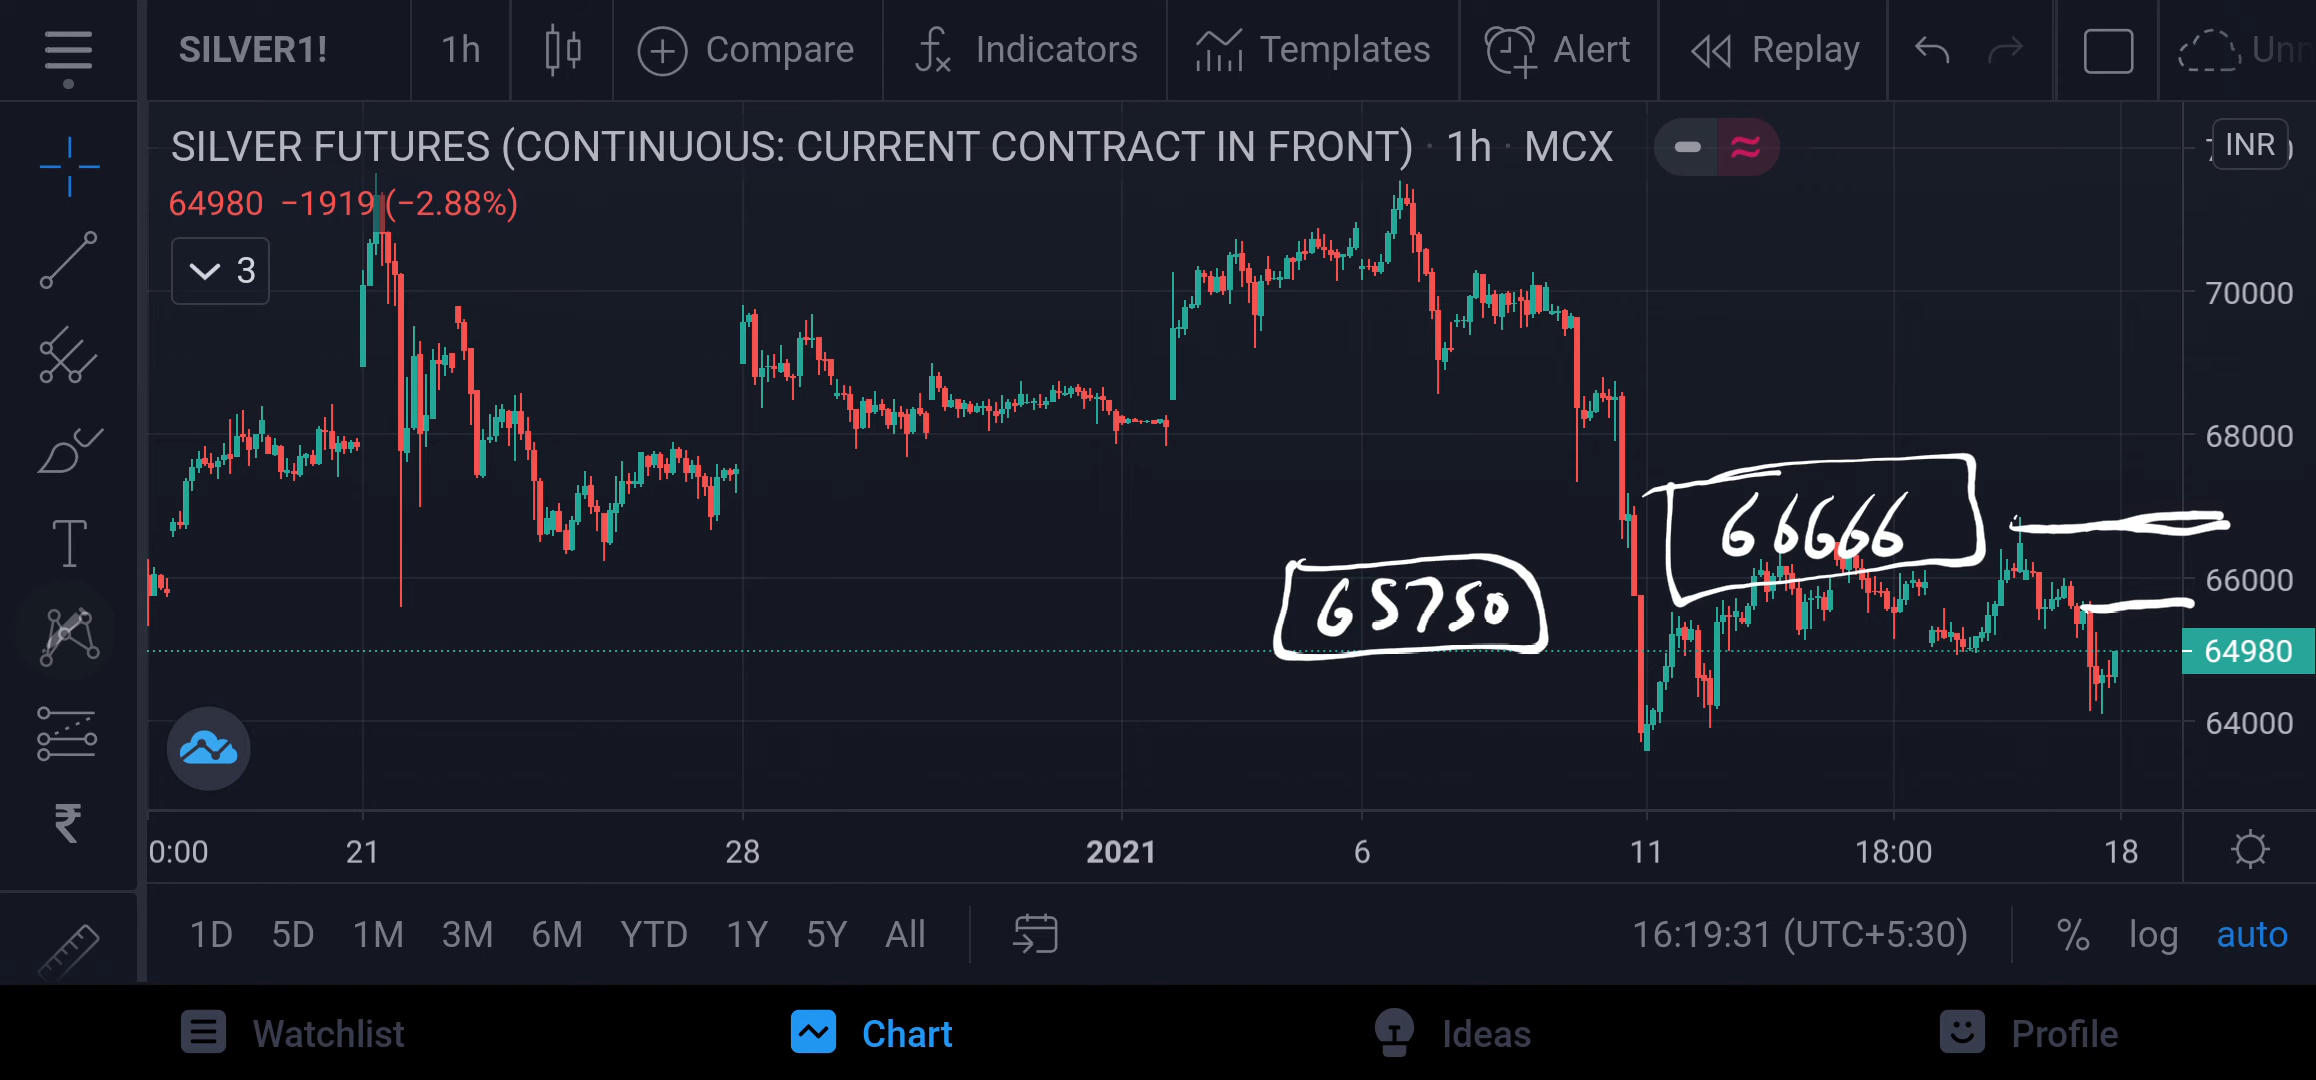 SILVER1! 1h Compare Indicators Templates Alert Replay
SILVER FUTURES (CONTINUOUS: CURRENT CONTRACT IN FRONT) · 1h · MCX
INR
64980 −1919 (−2.88%)
3
70000
68000
66666
66000
65750
64980
64000
0:00 21 28 2021 6 11 18:00 18
1D 5D 1M 3M 6M YTD 1Y 5Y All 16:19:31 (UTC+5:30) % log auto
Watchlist Chart Ideas Profile